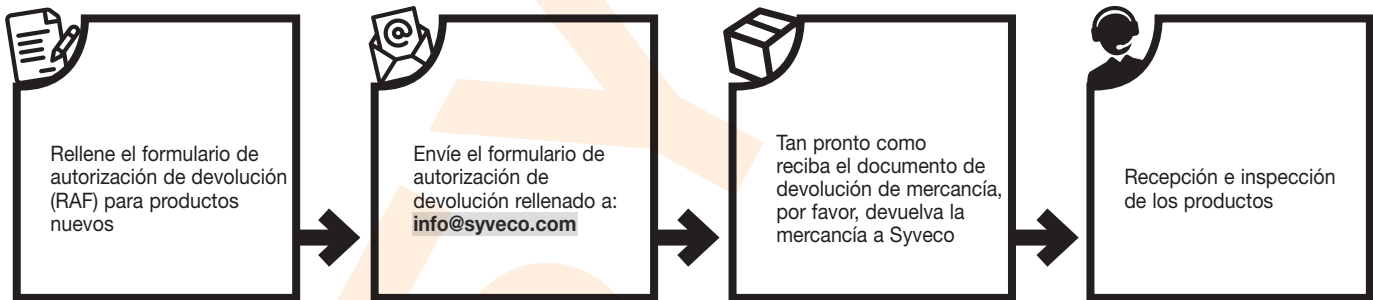 Rellene el formulario de
autorización de devolución
(RAF) para productos
nuevos
Envíe el formulario de
autorización de
devolución rellenado a:
info@syveco.com
Tan pronto como
reciba el documento de
devolución de mercancía,
por favor, devuelva la
mercancía a Syveco
Recepción e inspección
de los productos